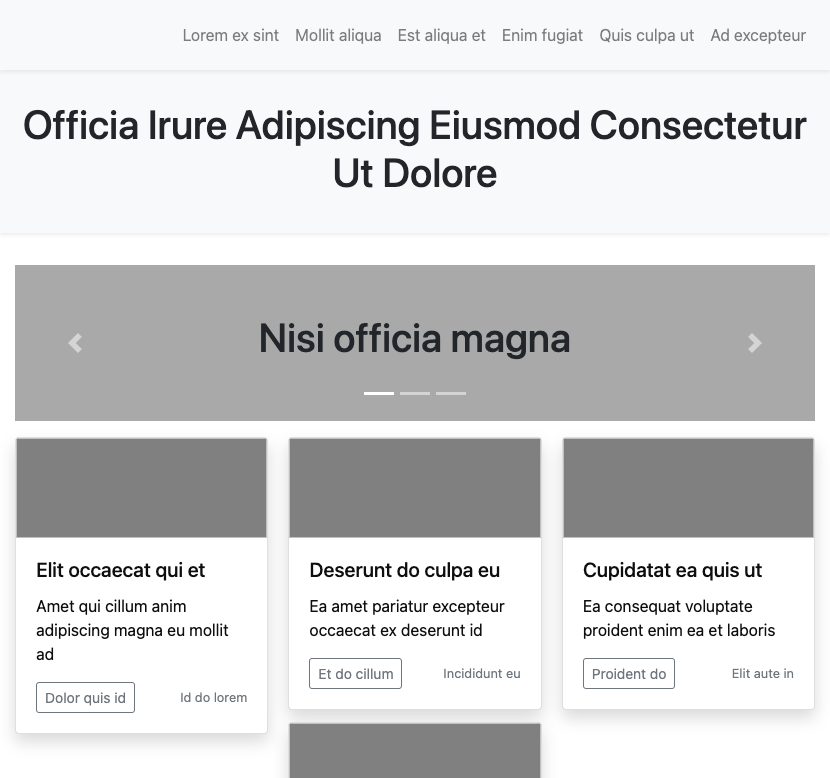 Lorem ex sint Mollit aliqua Est aliqua et Enim fugiat Quis culpa ut Ad excepteur
Officia Irure Adipiscing Eiusmod Consectetur
Ut Dolore
Nisi officia magna
Elit occaecat qui et
Amet qui cillum anim
adipiscing magna eu mollit
ad
Dolor quis id Id do lorem
Deserunt do culpa eu
Ea amet pariatur excepteur
occaecat ex deserunt id
Et do cillum Incididunt eu
Cupidatat ea quis ut
Ea consequat voluptate
proident enim ea et laboris
Proident do Elit aute in